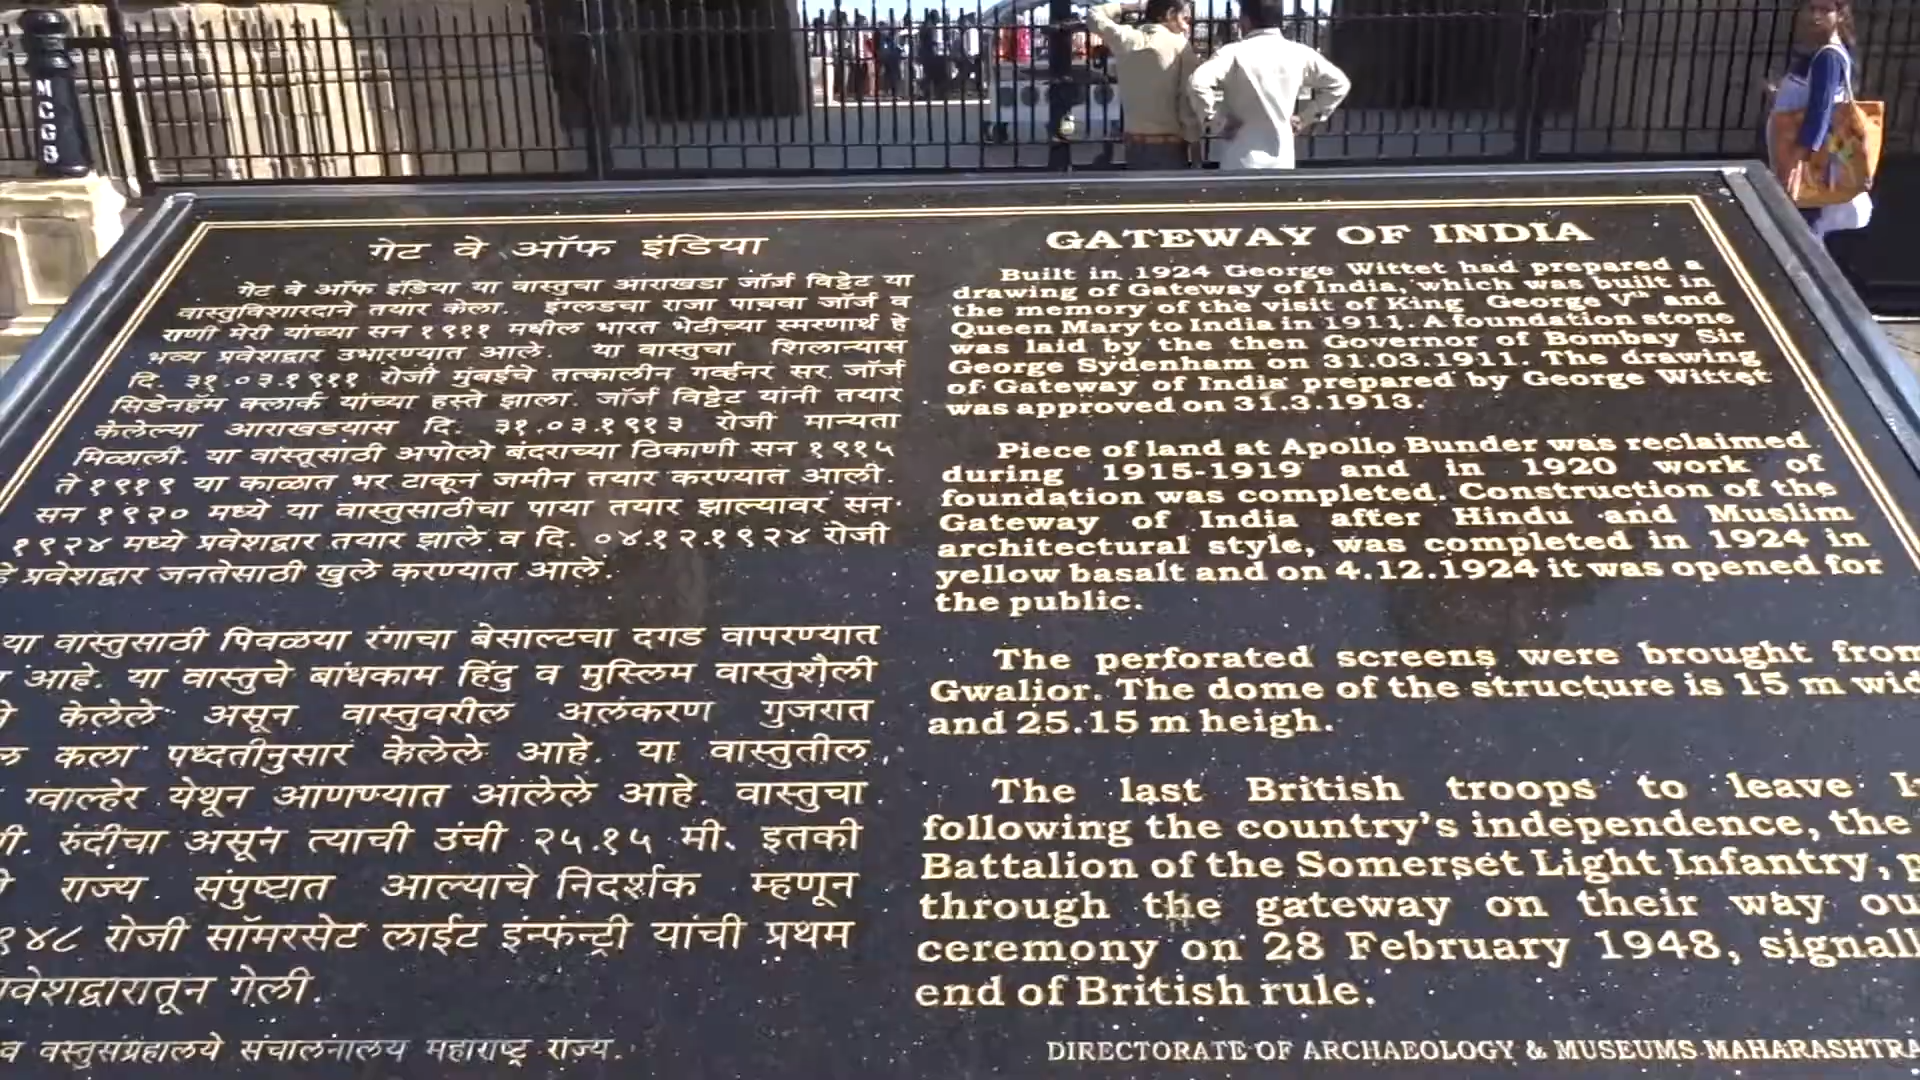 MCGB
गेट वे ऑफ इंडिया
गेट वे ऑफ इंडिया या वास्तुचा आराखडा जॉर्ज विट्टेट या
वास्तुविशारदाने तयार केला. इंग्लडचा राजा पाचवा जॉर्ज व
राणी मेरी यांच्या सन १९११ मधील भारत भेटीच्या स्मरणार्थ हे
भव्य प्रवेशद्वार उभारण्यात आले. या वास्तुचा शिलान्यास
दि. ३१.०३.१९११ रोजी मुंबईचे तत्कालीन गर्व्हनर सर. जॉर्ज
सिडेनहॅम क्लार्क यांच्या हस्ते झाला. जॉर्ज विट्टेट यांनी तयार
केलेल्या आराखडयास दि. ३१.०३.१९१३ रोजी मान्यता
मिळाली. या वास्तूसाठी अपोलो बंदराच्या ठिकाणी सन १९१५
ते १९१९ या काळात भर टाकून जमीन तयार करण्यात आली.
सन १९२० मध्ये या वास्तुसाठीचा पाया तयार झाल्यावर सन
१९२४ मध्ये प्रवेशद्वार तयार झाले व दि. ०४.१२.१९२४ रोजी
हे प्रवेशद्वार जनतेसाठी खुले करण्यात आले.
या वास्तुसाठी पिवळया रंगाचा बेसाल्टचा दगड वापरण्यात
आहे. या वास्तुचे बांधकाम हिंदु व मुस्लिम वास्तुशैली
केलेले असून वास्तुवरील अलंकरण गुजरात
कला पध्दतीनुसार केलेले आहे. या वास्तुतील
ग्वाल्हेर येथून आणण्यात आलेले आहे. वास्तुचा
मी. रुंदीचा असून त्याची उंची २५.१५ मी. इतकी
राज्य संपुष्टात आल्याचे निदर्शक म्हणून
९४८ रोजी सॉमरसेट लाईट इंन्फंन्ट्री यांची प्रथम
वेशद्वारातून गेली.
व वस्तुसंग्रहालये संचालनालय महाराष्ट्र राज्य.
GATEWAY OF INDIA
Built in 1924 George Wittet had prepared a
drawing of Gateway of India, which was built in
the memory of the visit of King George Vth and
Queen Mary to India in 1911. A foundation stone
was laid by the then Governor of Bombay Sir
George Sydenham on 31.03.1911. The drawing
of Gateway of India prepared by George Wittet
was approved on 31.3.1913.
Piece of land at Apollo Bunder was reclaimed
during 1915-1919 and in 1920 work of
foundation was completed. Construction of the
Gateway of India after Hindu and Muslim
architectural style, was completed in 1924 in
yellow basalt and on 4.12.1924 it was opened for
the public.
The perforated screens were brought from
Gwalior. The dome of the structure is 15 m wid
and 25.15 m heigh.
The last British troops to leave
following the country's independence, the
Battalion of the Somerset Light Infantry, p
through the gateway on their way ou
ceremony on 28 February 1948, signall
end of British rule.
DIRECTORATE OF ARCHAEOLOGY & MUSEUMS MAHARASHTRA